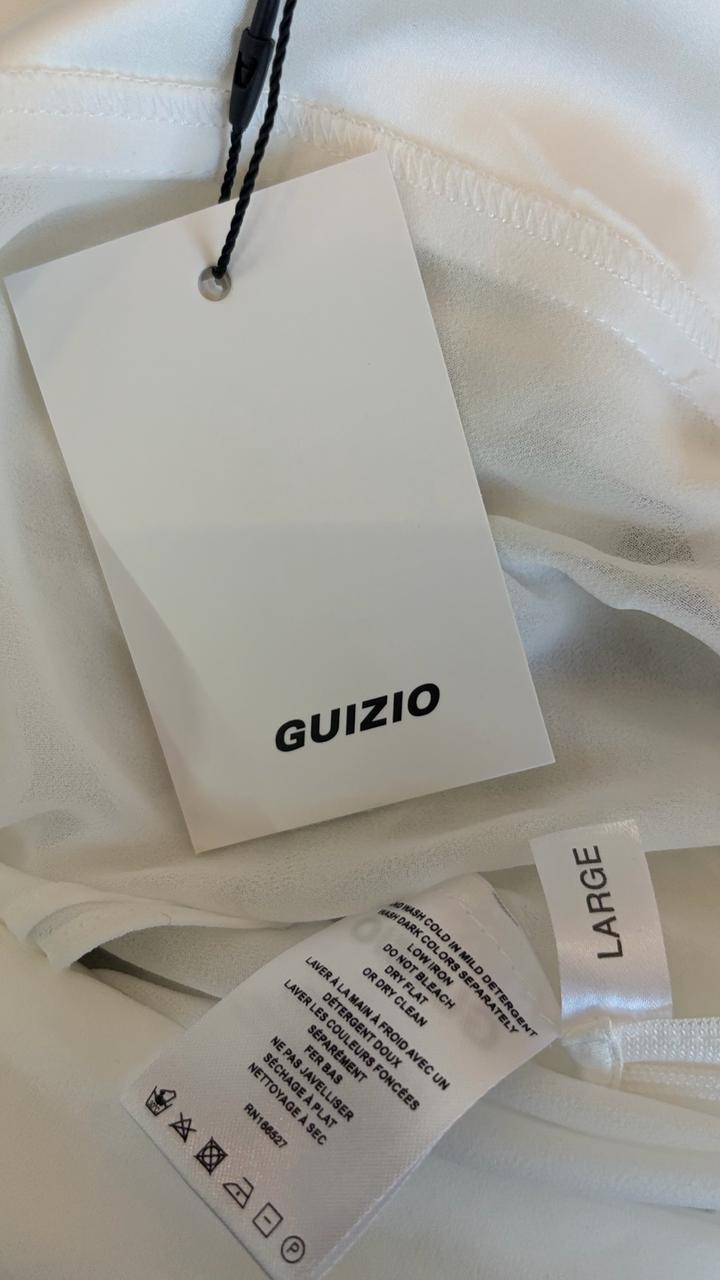 GUIZIO
LARGE
WASH COLD IN MILD DETERGENT
WASH DARK COLORS SEPARATELY
LOW IRON
DO NOT BLEACH
DRY FLAT
OR DRY CLEAN
LAVER À LA MAIN À FROID AVEC UN
DÉTERGENT DOUX
LAVER LES COULEURS FONCÉES
SÉPARÉMENT
FER BAS
NE PAS JAVELLISER
SÉCHAGE À PLAT
NETTOYAGE À SEC
RN166527
P